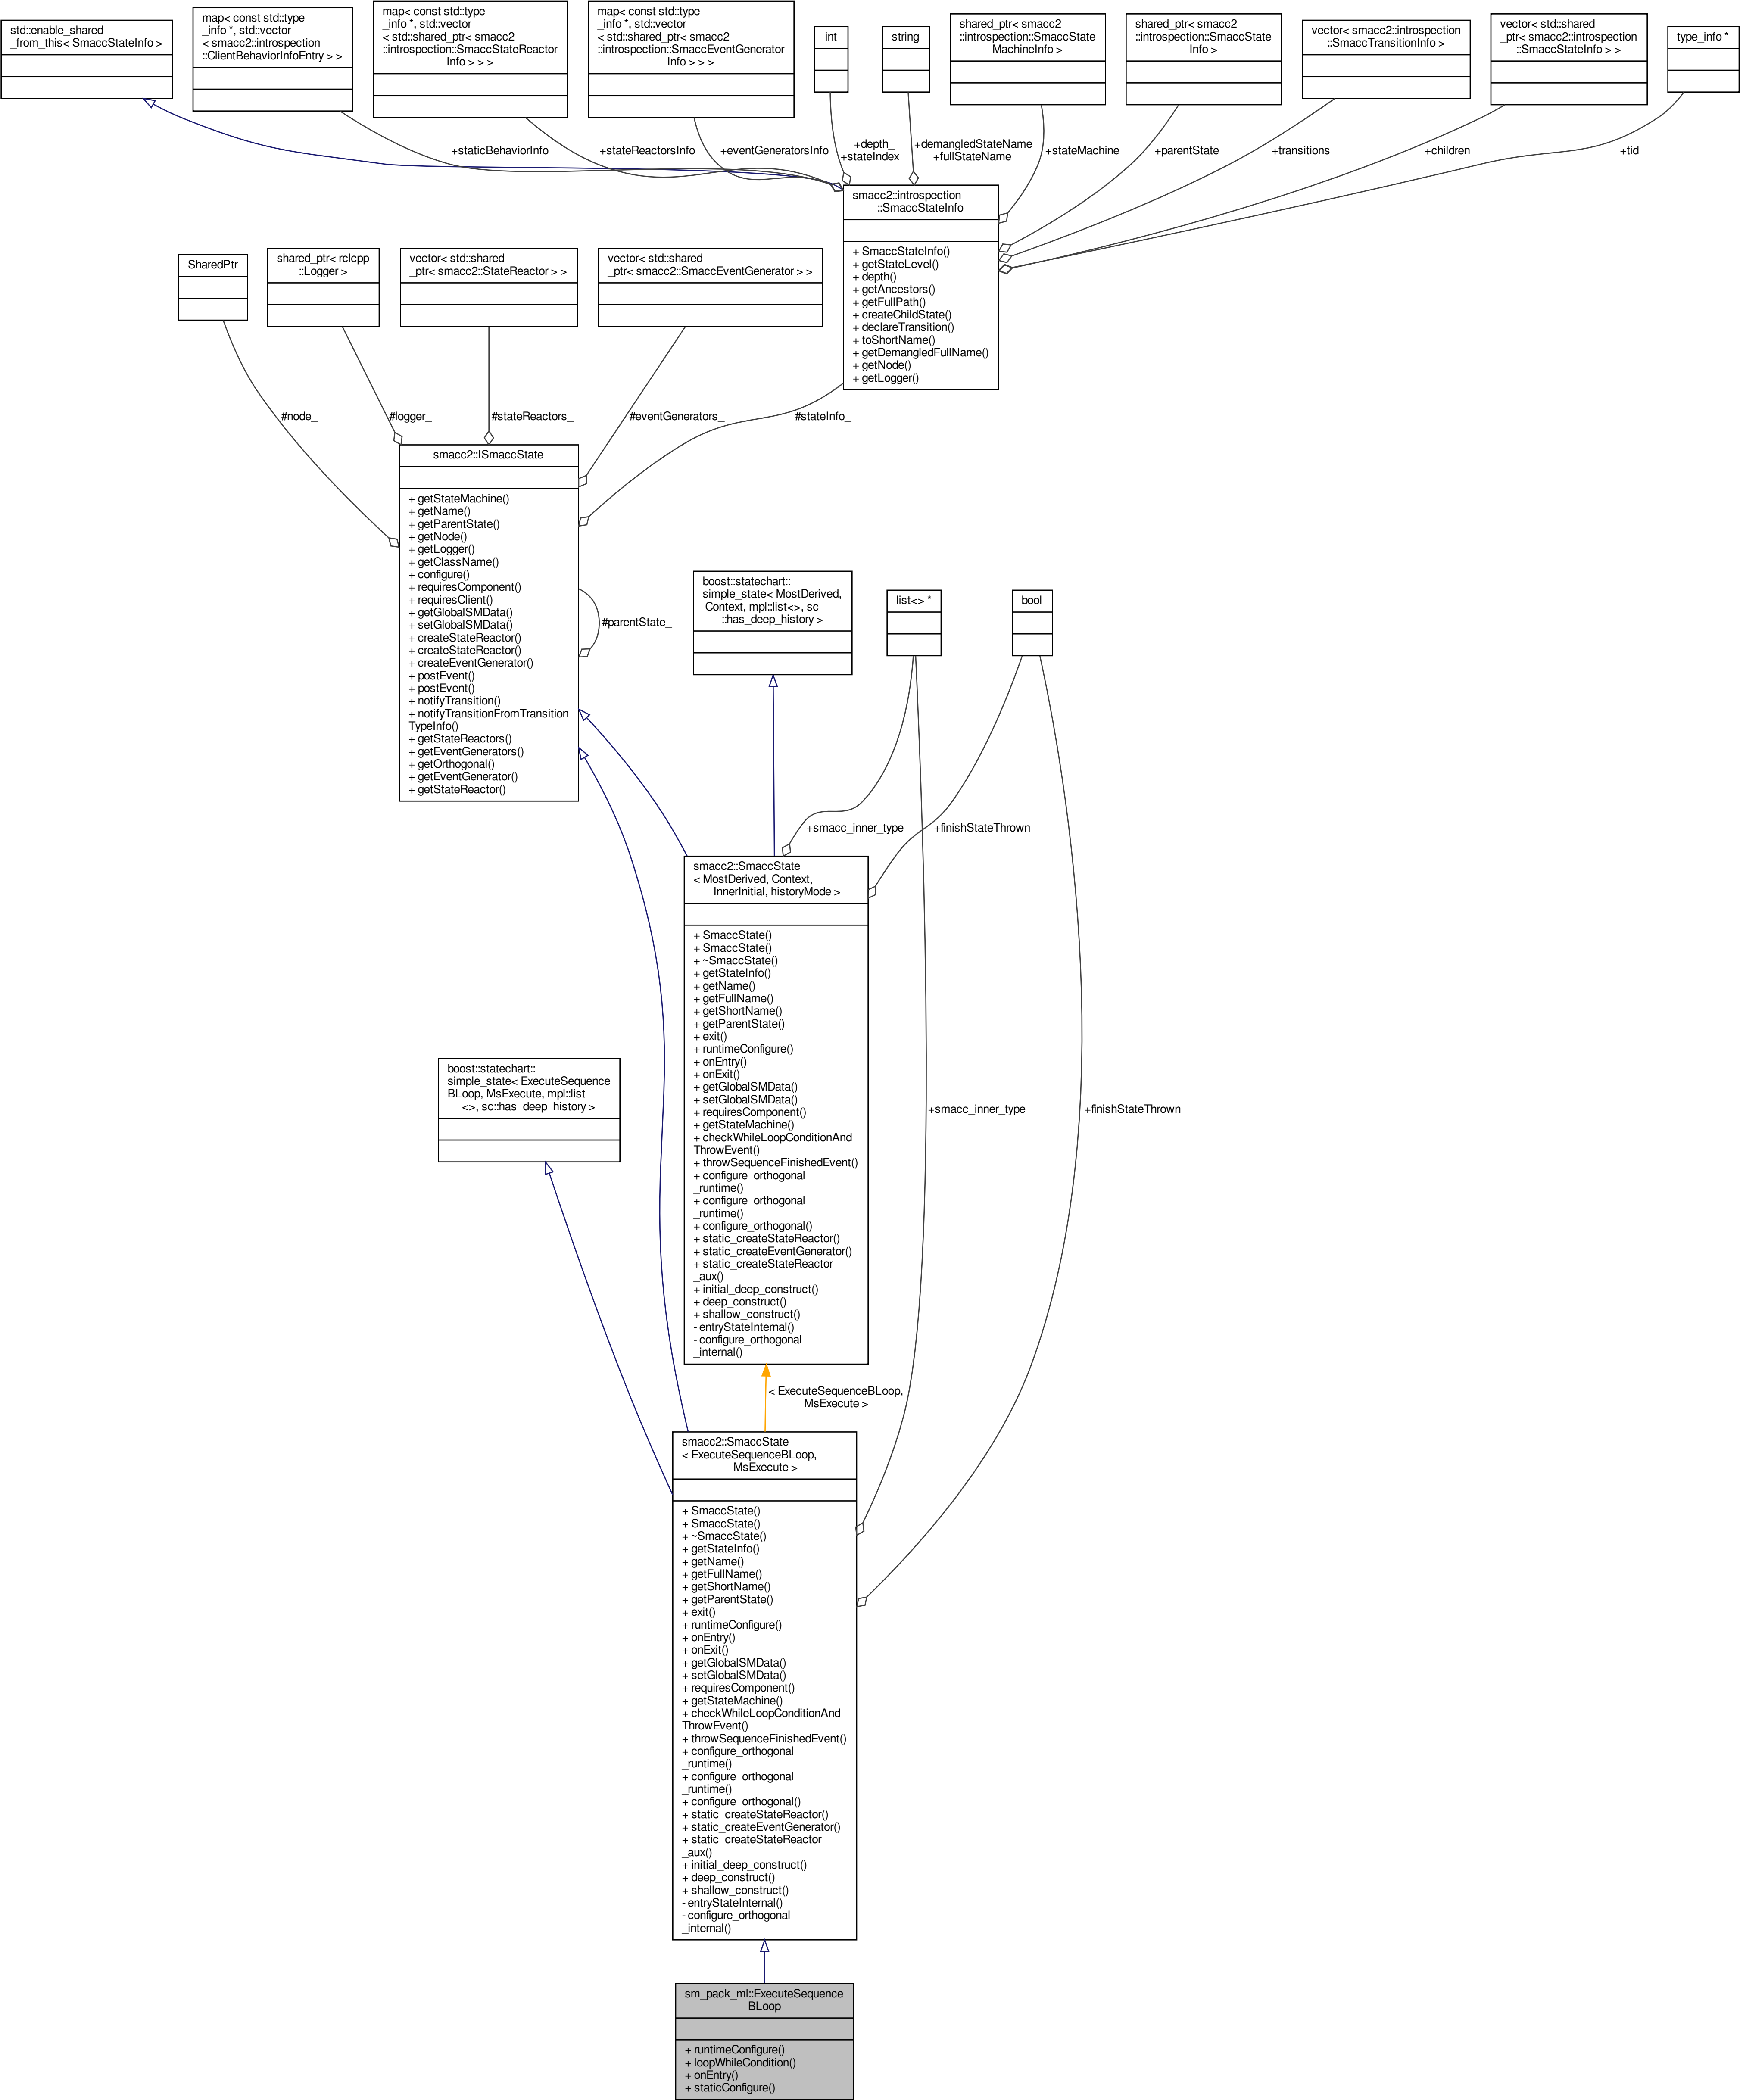 std::enable_shared
_from_this< SmaccStateInfo >
map< const std::type
_info *, std::vector
< smacc2::introspection
::ClientBehaviorInfoEntry > >
map< const std::type
_info *, std::vector
< std::shared_ptr< smacc2
::introspection::SmaccStateReactor
Info > > >
map< const std::type
_info *, std::vector
< std::shared_ptr< smacc2
::introspection::SmaccEventGenerator
Info > > >
int
string
shared_ptr< smacc2
::introspection::SmaccState
MachineInfo >
shared_ptr< smacc2
::introspection::SmaccState
Info >
vector< smacc2::introspection
::SmaccTransitionInfo >
vector< std::shared
_ptr< smacc2::introspection
::SmaccStateInfo > >
type_info *
+staticBehaviorInfo
+stateReactorsInfo
+eventGeneratorsInfo
+depth_
+stateIndex_
+demangledStateName
+fullStateName
+stateMachine_
+parentState_
+transitions_
+children_
+tid_
smacc2::introspection
::SmaccStateInfo
+ SmaccStateInfo()
+ getStateLevel()
+ depth()
+ getAncestors()
+ getFullPath()
+ createChildState()
+ declareTransition()
+ toShortName()
+ getDemangledFullName()
+ getNode()
+ getLogger()
SharedPtr
shared_ptr< rclcpp
::Logger >
vector< std::shared
_ptr< smacc2::StateReactor > >
vector< std::shared
_ptr< smacc2::SmaccEventGenerator > >
#node_
#logger_
#stateReactors_
#eventGenerators_
#stateInfo_
smacc2::ISmaccState
+ getStateMachine()
+ getName()
+ getParentState()
+ getNode()
+ getLogger()
+ getClassName()
+ configure()
+ requiresComponent()
+ requiresClient()
+ getGlobalSMData()
+ setGlobalSMData()
+ createStateReactor()
+ createStateReactor()
+ createEventGenerator()
+ postEvent()
+ postEvent()
+ notifyTransition()
+ notifyTransitionFromTransition
TypeInfo()
+ getStateReactors()
+ getEventGenerators()
+ getOrthogonal()
+ getEventGenerator()
+ getStateReactor()
#parentState_
boost::statechart::
simple_state< MostDerived,
Context, mpl::list<>, sc
::has_deep_history >
list<> *
bool
+smacc_inner_type
+finishStateThrown
smacc2::SmaccState
< MostDerived, Context,
InnerInitial, historyMode >
+ SmaccState()
+ SmaccState()
+ ~SmaccState()
+ getStateInfo()
+ getName()
+ getFullName()
+ getShortName()
+ getParentState()
+ exit()
+ runtimeConfigure()
+ onEntry()
+ onExit()
+ getGlobalSMData()
+ setGlobalSMData()
+ requiresComponent()
+ getStateMachine()
+ checkWhileLoopConditionAnd
ThrowEvent()
+ throwSequenceFinishedEvent()
+ configure_orthogonal
_runtime()
+ configure_orthogonal
_runtime()
+ configure_orthogonal()
+ static_createStateReactor()
+ static_createEventGenerator()
+ static_createStateReactor
_aux()
+ initial_deep_construct()
+ deep_construct()
+ shallow_construct()
- entryStateInternal()
- configure_orthogonal
_internal()
boost::statechart::
simple_state< ExecuteSequence
BLoop, MsExecute, mpl::list
<>, sc::has_deep_history >
+smacc_inner_type
+finishStateThrown
< ExecuteSequenceBLoop,
MsExecute >
smacc2::SmaccState
< ExecuteSequenceBLoop,
MsExecute >
+ SmaccState()
+ SmaccState()
+ ~SmaccState()
+ getStateInfo()
+ getName()
+ getFullName()
+ getShortName()
+ getParentState()
+ exit()
+ runtimeConfigure()
+ onEntry()
+ onExit()
+ getGlobalSMData()
+ setGlobalSMData()
+ requiresComponent()
+ getStateMachine()
+ checkWhileLoopConditionAnd
ThrowEvent()
+ throwSequenceFinishedEvent()
+ configure_orthogonal
_runtime()
+ configure_orthogonal
_runtime()
+ configure_orthogonal()
+ static_createStateReactor()
+ static_createEventGenerator()
+ static_createStateReactor
_aux()
+ initial_deep_construct()
+ deep_construct()
+ shallow_construct()
- entryStateInternal()
- configure_orthogonal
_internal()
sm_pack_ml::ExecuteSequence
BLoop
+ runtimeConfigure()
+ loopWhileCondition()
+ onEntry()
+ staticConfigure()